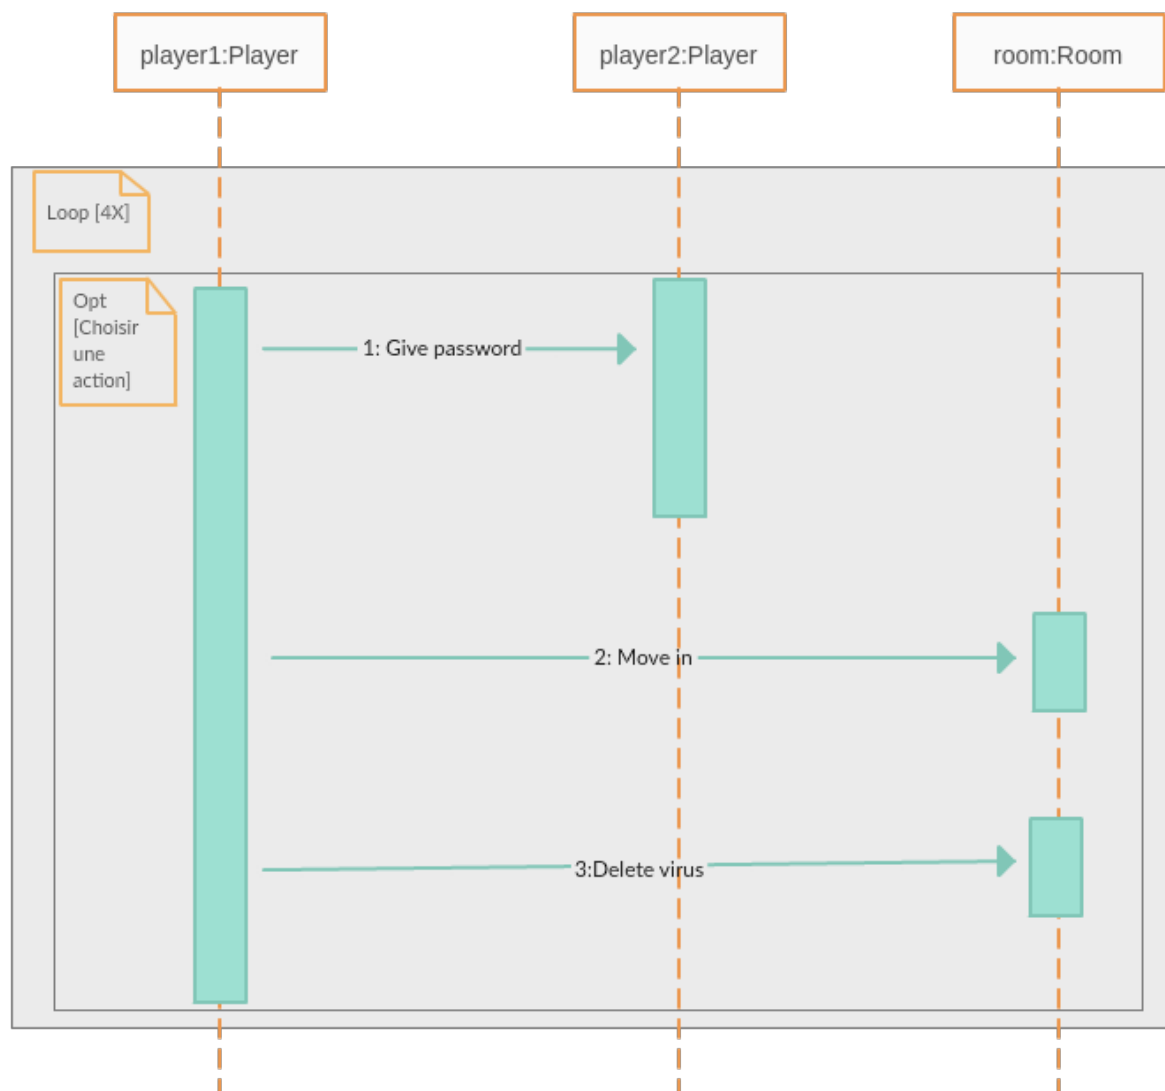 player1:Player
player2:Player
room:Room
Loop [4X]
Opt
[Choisir
une
action]
1: Give password
2: Move in
3:Delete virus